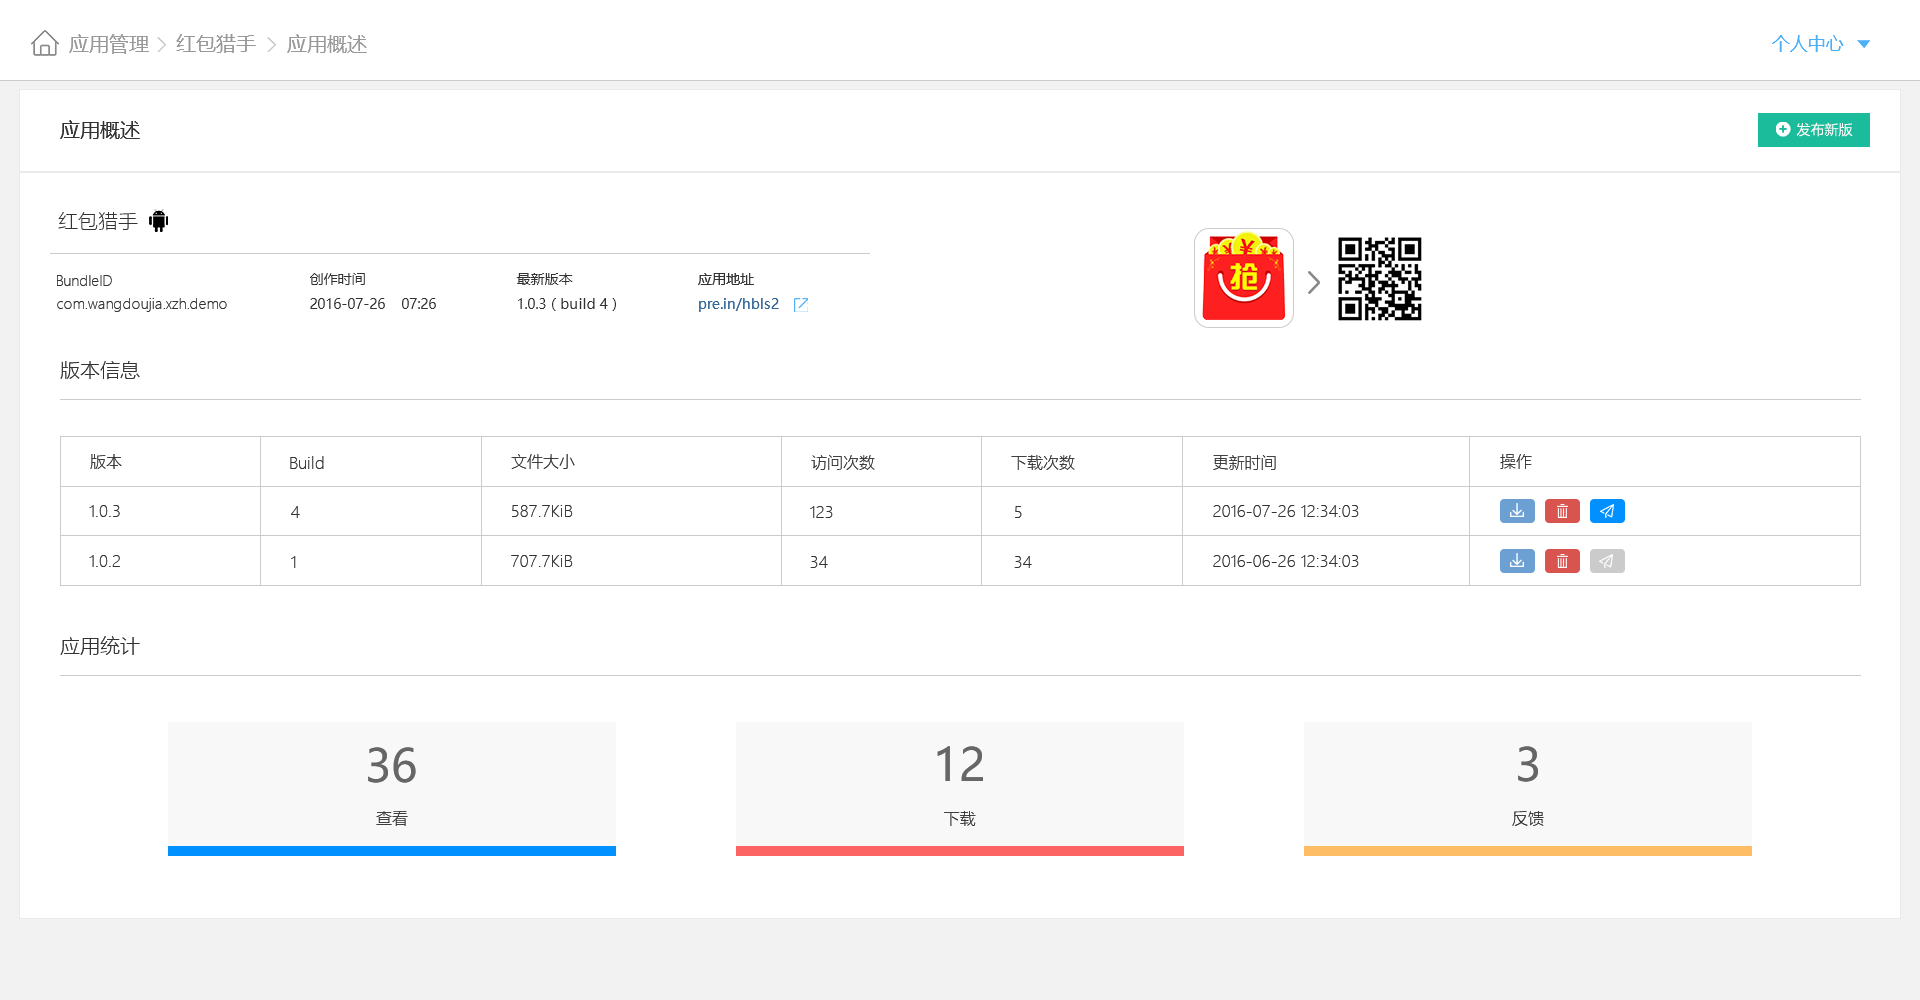 应用管理 红包猎手 应用概述
个人中心
应用概述
发布新版
红包猎手
BundleID 创作时间 最新版本 应用地址
com.wangdoujia.xzh.demo 2016-07-26 07:26 1.0.3 ( build 4 ) pre.in/hbls2
抢
版本信息
版本 Build 文件大小 访问次数 下载次数 更新时间 操作
1.0.3 4 587.7KiB 123 5 2016-07-26 12:34:03
1.0.2 1 707.7KiB 34 34 2016-06-26 12:34:03
应用统计
36 12 3
查看 下载 反馈